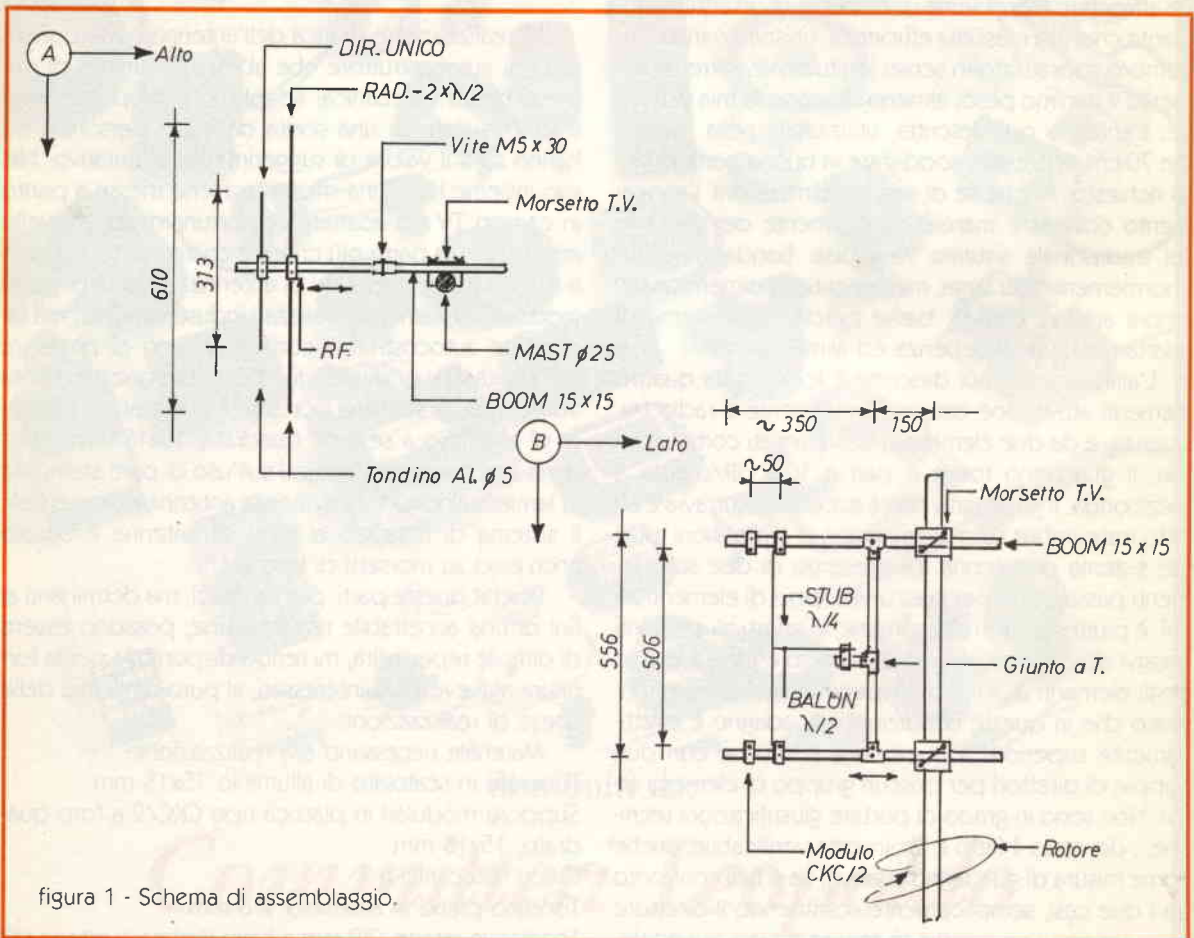 A
Alto
DIR. UNICO
RAD.-2×λ/2
Vite M5×30
Morsetto T.V.
610
313
RF
MAST ø25
BOOM 15×15
Tondino AL. ø5
B
Lato
~ 350
150
~50
Morsetto T.V.
BOOM 15×15
STUB
λ/4
556
506
Giunto a T.
BALUN
λ/2
Modulo
CKC/2
Rotore
figura 1 - Schema di assemblaggio.